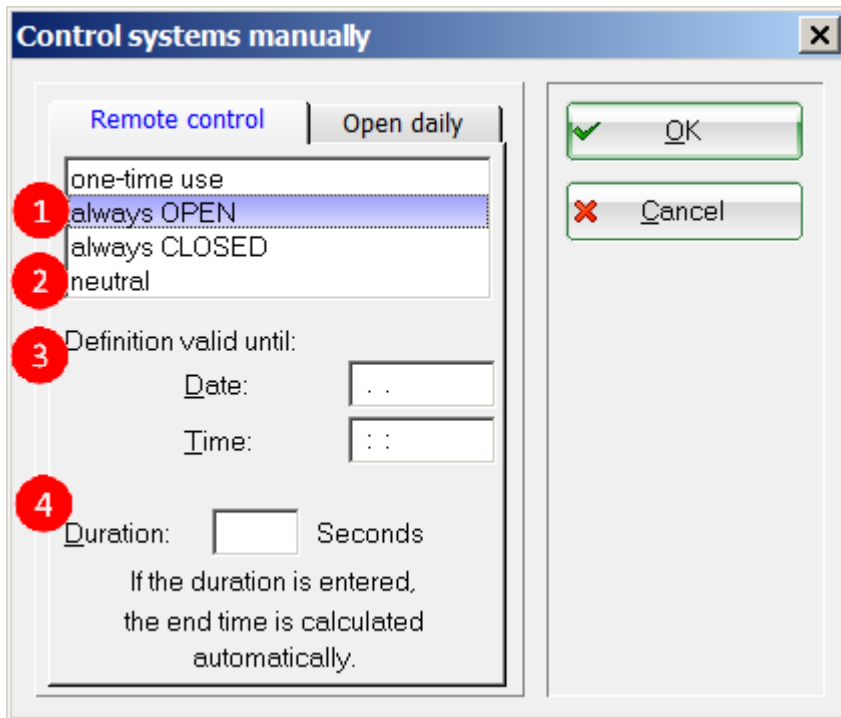 Control systems manually
Remote control
Open daily
one-time use
1 always OPEN
always CLOSED
2 neutral
3 Definition valid until:
Date: . .
Time: : :
4
Duration: Seconds
If the duration is entered,
the end time is calculated
automatically.
OK
Cancel